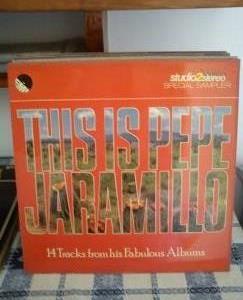 studio2stereo
SPECIAL SAMPLER
THIS IS PEPE
JARAMILLO
14 Tracks from his Fabulous Albums